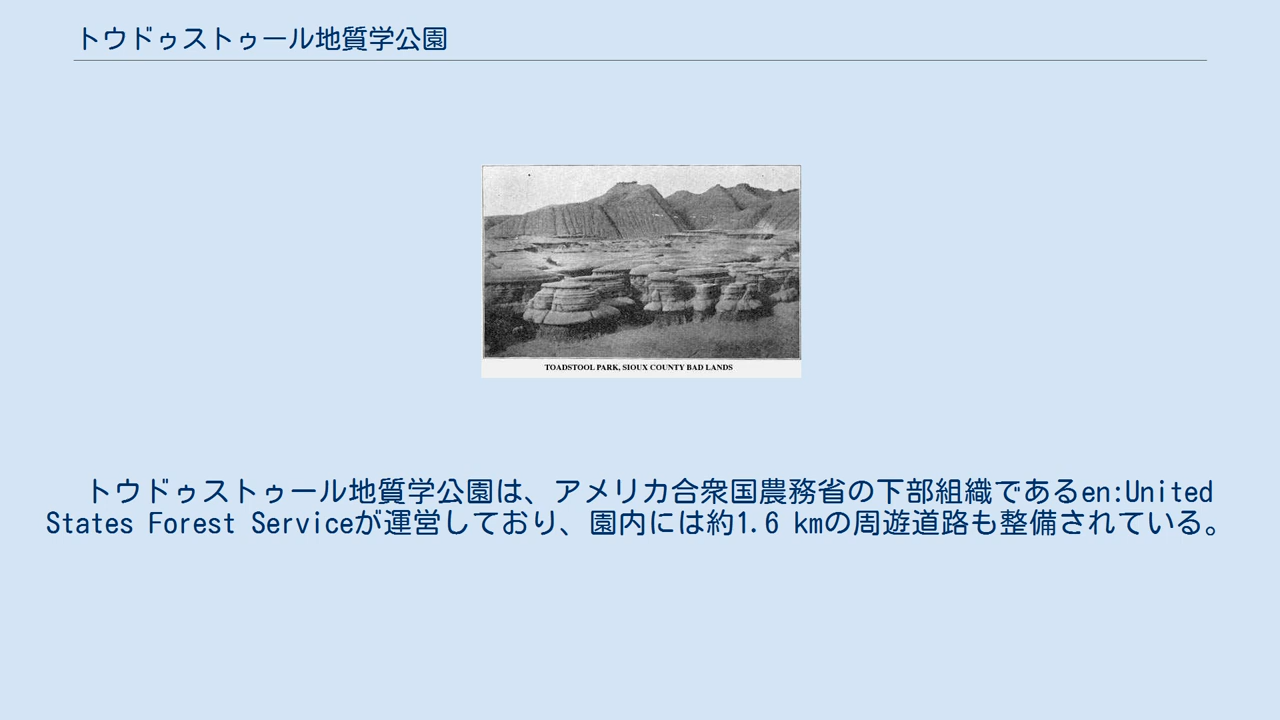 トウドゥストゥール地質学公園
TOADSTOOL PARK, SIOUX COUNTY BAD LANDS
トウドゥストゥール地質学公園は、アメリカ合衆国農務省の下部組織であるen:United
States Forest Serviceが運営しており、園内には約1.6 kmの周遊道路も整備されている。